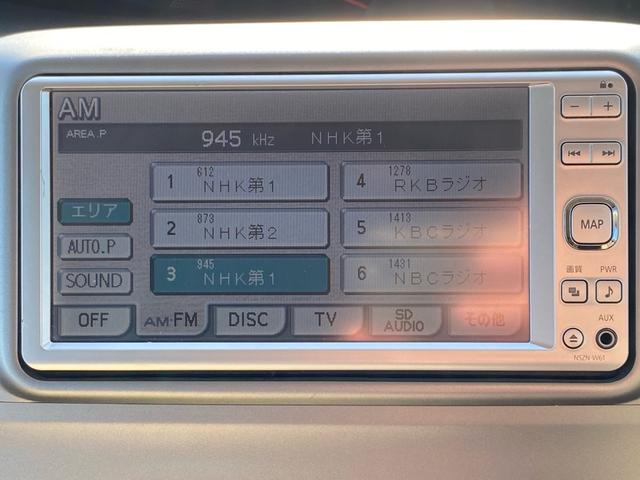 AM
AREA.P
945 kHz NHK第1
1 612 NHK第1
4 1278 RKBラジオ
エリア
2 873 NHK第2
5 1413 KBCラジオ
AUTO.P
3 945 NHK第1
6 1431 NBCラジオ
SOUND
OFF AM・FM DISC TV SD AUDIO その他
− +
MAP
画質 PWR
AUX
NSZN-W61